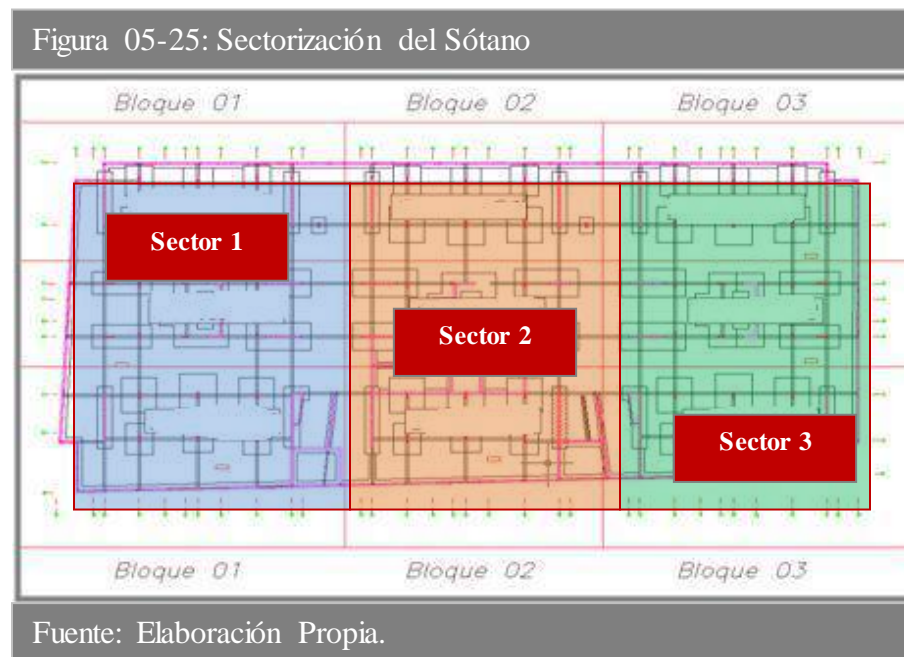 Figura 05-25: Sectorización del Sótano
Bloque 01 Bloque 02 Bloque 03
Sector 1
Sector 2
Sector 3
Bloque 01 Bloque 02 Bloque 03
Fuente: Elaboración Propia.